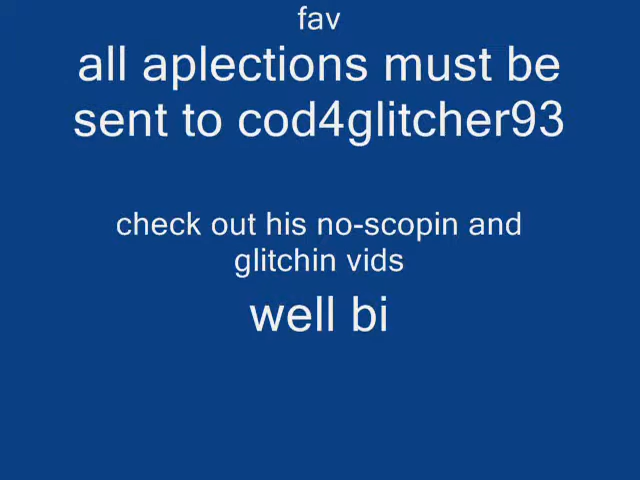 fav
all aplections must be
sent to cod4glitcher93
check out his no-scopin and
glitchin vids
well bi